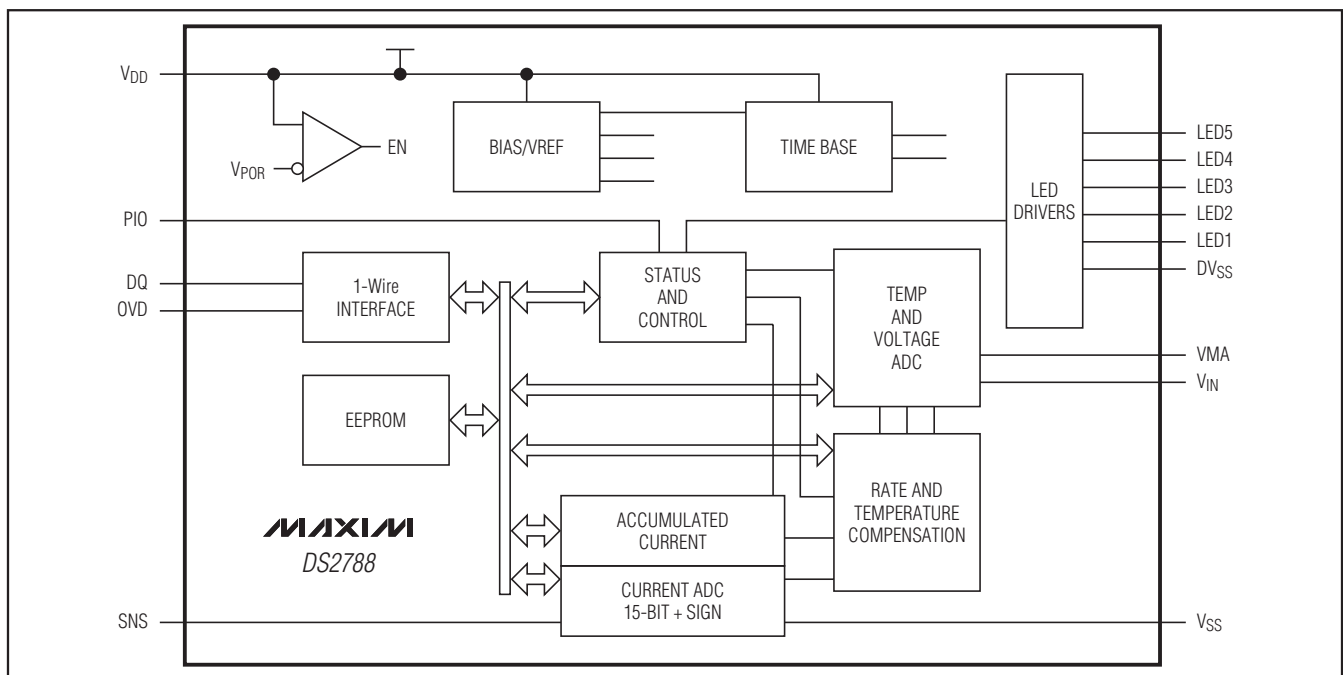 VDD
VPOR
EN
BIAS/VREF
TIME BASE
LED
DRIVERS
LED5
LED4
LED3
LED2
LED1
DVSS
PIO
DQ
OVD
1-Wire
INTERFACE
STATUS
AND
CONTROL
TEMP
AND
VOLTAGE
ADC
VMA
VIN
EEPROM
RATE AND
TEMPERATURE
COMPENSATION
ACCUMULATED
CURRENT
CURRENT ADC
15-BIT + SIGN
MAXIM
DS2788
SNS
VSS